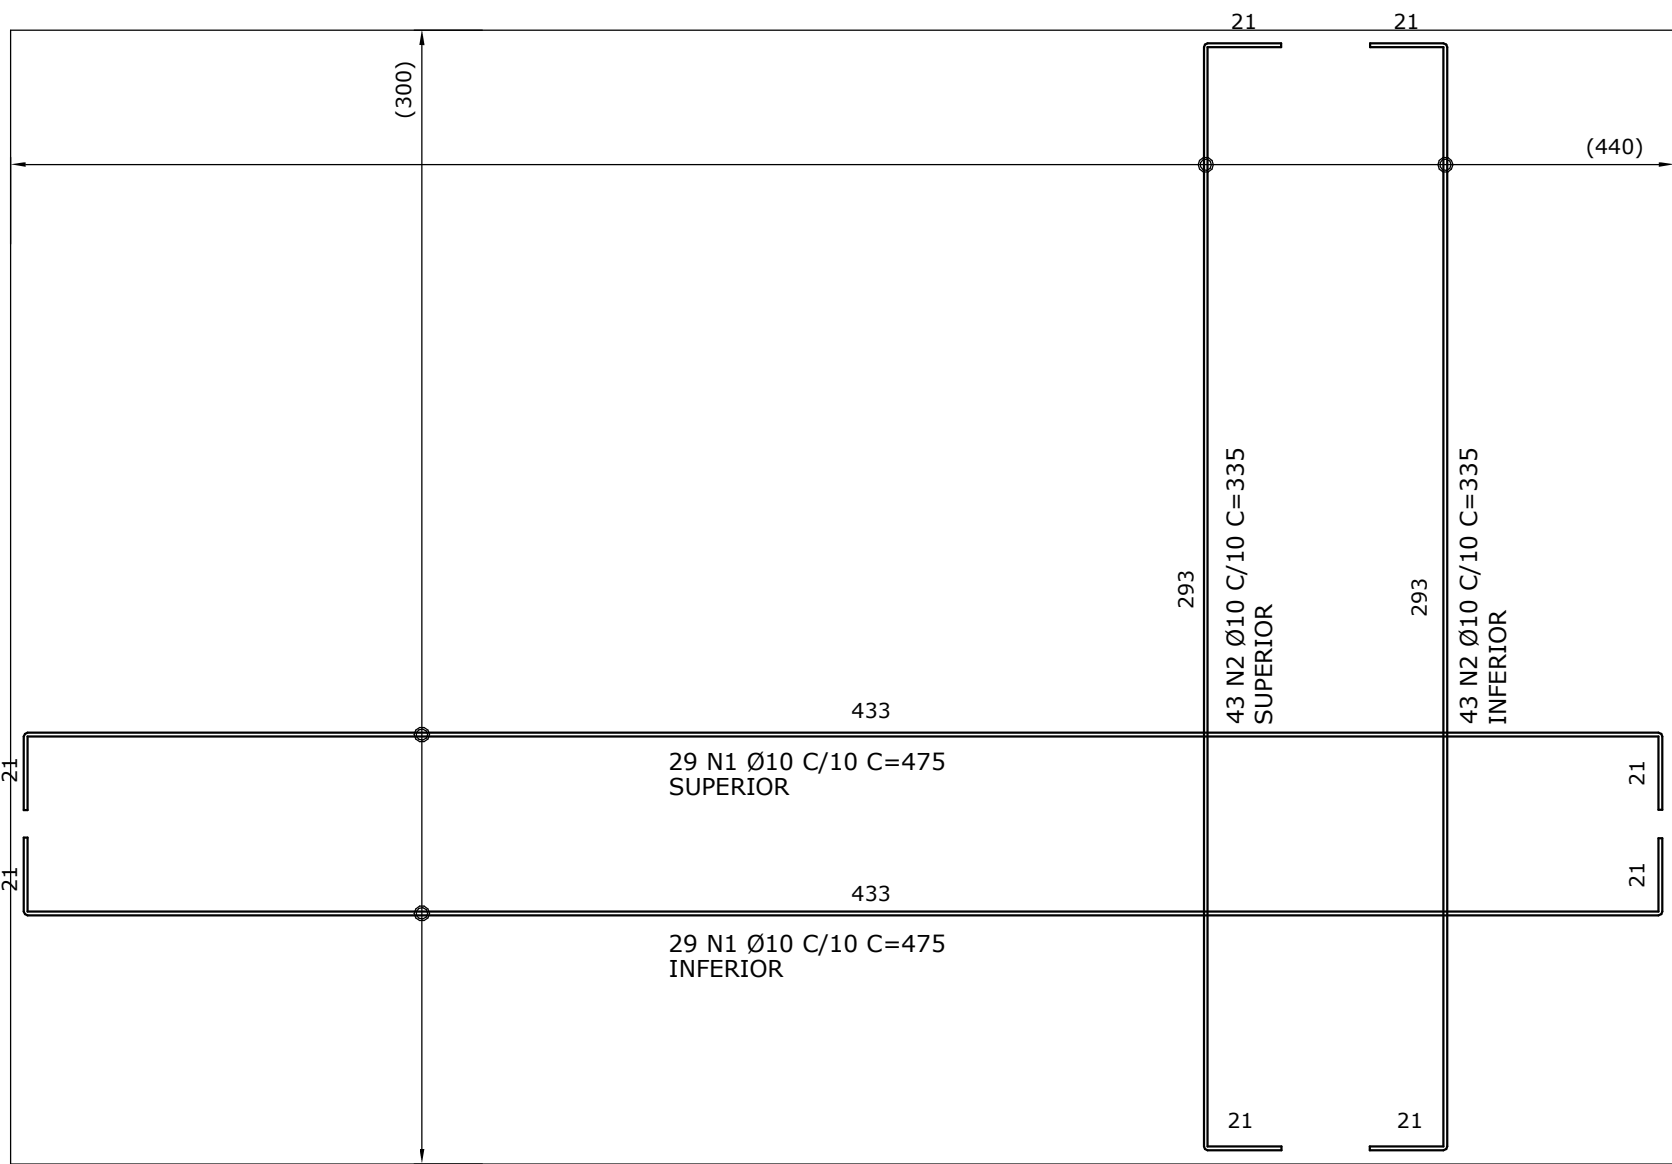 21
21
(300)
(440)
293
43 N2 Ø10 C/10 C=335
SUPERIOR
293
43 N2 Ø10 C/10 C=335
INFERIOR
433
29 N1 Ø10 C/10 C=475
SUPERIOR
21
21
21
21
433
29 N1 Ø10 C/10 C=475
INFERIOR
21
21